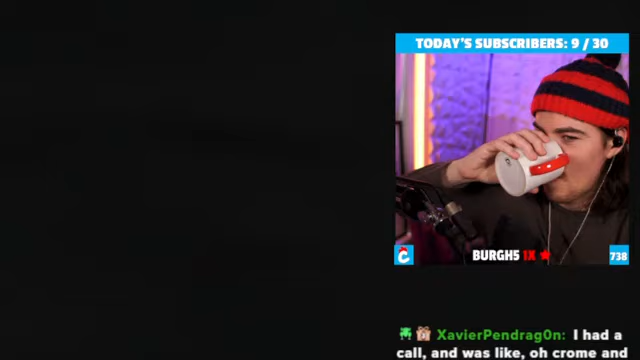 TODAY'S SUBSCRIBERS: 9 / 30
BURGH5 1X
738
XavierPendrag0n: I had a
call, and was like, oh crome and